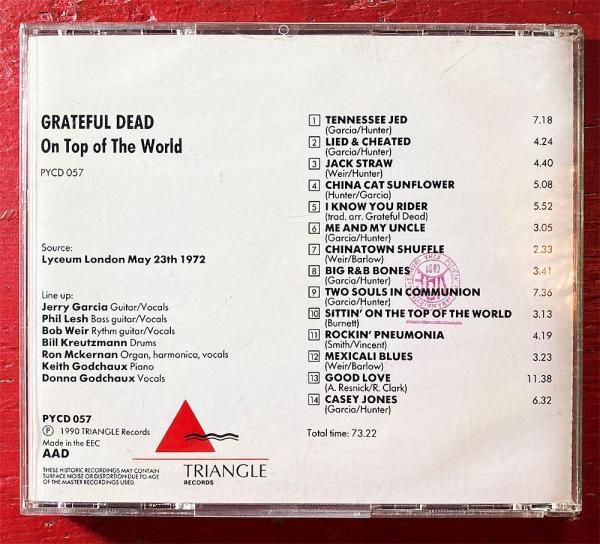 GRATEFUL DEAD
On Top of The World
PYCD 057
Source:
Lyceum London May 23th 1972
Line up:
Jerry Garcia Guitar/Vocals
Phil Lesh Bass guitar/Vocals
Bob Weir Rythm guitar/Vocals
Bill Kreutzmann Drums
Ron Mckernan Organ, harmonica, vocals
Keith Godchaux Piano
Donna Godchaux Vocals
PYCD 057
Ⓟ 1990 TRIANGLE Records
Made in the EEC
AAD
THESE HISTORIC RECORDINGS MAY CONTAIN
SURFACE NOISE OR DISTORTION DUE TO AGE
OF THE MASTER RECORDINGS USED.
TRIANGLE
RECORDS
1 TENNESSEE JED 7.18
(Garcia/Hunter)
2 LIED & CHEATED 4.24
(Garcia/Hunter)
3 JACK STRAW 4.40
(Weir/Hunter)
4 CHINA CAT SUNFLOWER 5.08
(Hunter/Garcia)
5 I KNOW YOU RIDER 5.52
(trad. arr. Grateful Dead)
6 ME AND MY UNCLE 3.05
(Garcia/Hunter)
7 CHINATOWN SHUFFLE 2.33
(Weir/Barlow)
8 BIG R&B BONES 3.41
(Garcia/Hunter)
9 TWO SOULS IN COMMUNION 7.36
(Garcia/Hunter)
10 SITTIN' ON THE TOP OF THE WORLD 3.13
(Burnett)
11 ROCKIN' PNEUMONIA 4.19
(Smith/Vincent)
12 MEXICALI BLUES 3.23
(Weir/Barlow)
13 GOOD LOVE 11.38
(A. Resnick/R. Clark)
14 CASEY JONES 6.32
(Garcia/Hunter)
Total time: 73.22